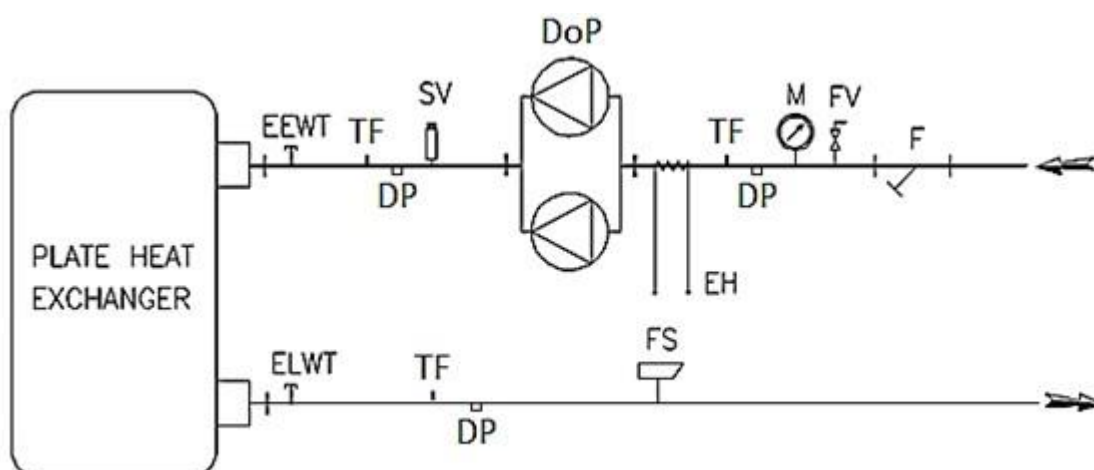 DoP
SV
M FV
EEWT TF TF F
DP DP
PLATE HEAT
EXCHANGER
EH
ELWT TF FS
DP